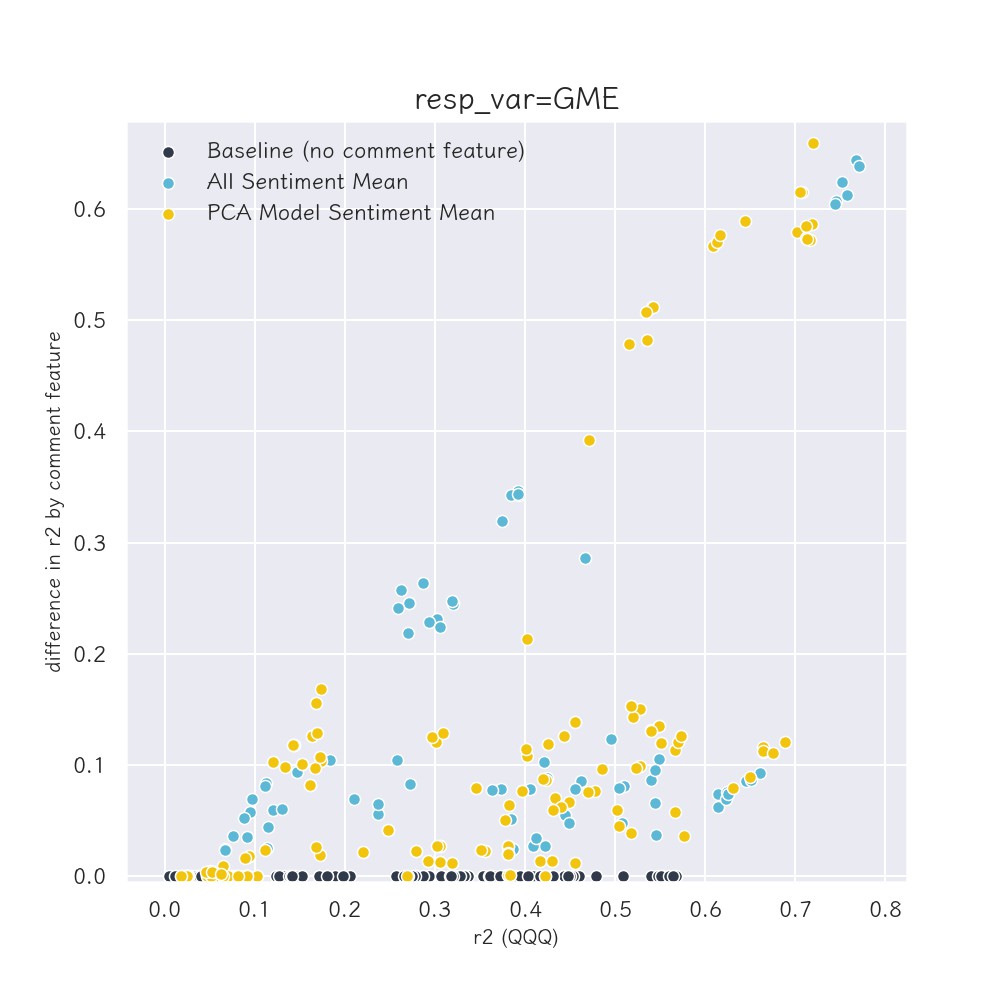 resp_var=GME
Baseline (no comment feature)
All Sentiment Mean
PCA Model Sentiment Mean
difference in r2 by comment feature
0.6
0.5
0.4
0.3
0.2
0.1
0.0
0.0 0.1 0.2 0.3 0.4 0.5 0.6 0.7 0.8
r2 (QQQ)